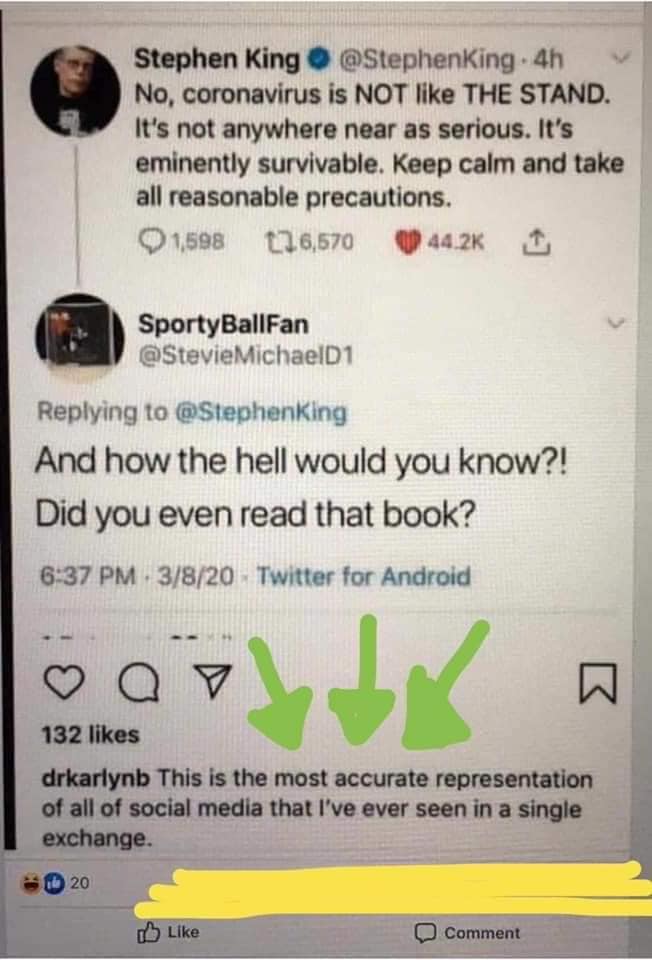 Stephen King @StephenKing · 4h
No, coronavirus is NOT like THE STAND.
It's not anywhere near as serious. It's
eminently survivable. Keep calm and take
all reasonable precautions.
1,598 6,570 44.2K
SportyBallFan
@StevieMichaelD1
Replying to @StephenKing
And how the hell would you know?!
Did you even read that book?
6:37 PM · 3/8/20 · Twitter for Android
132 likes
drkarlynb This is the most accurate representation
of all of social media that I've ever seen in a single
exchange.
20
Like Comment